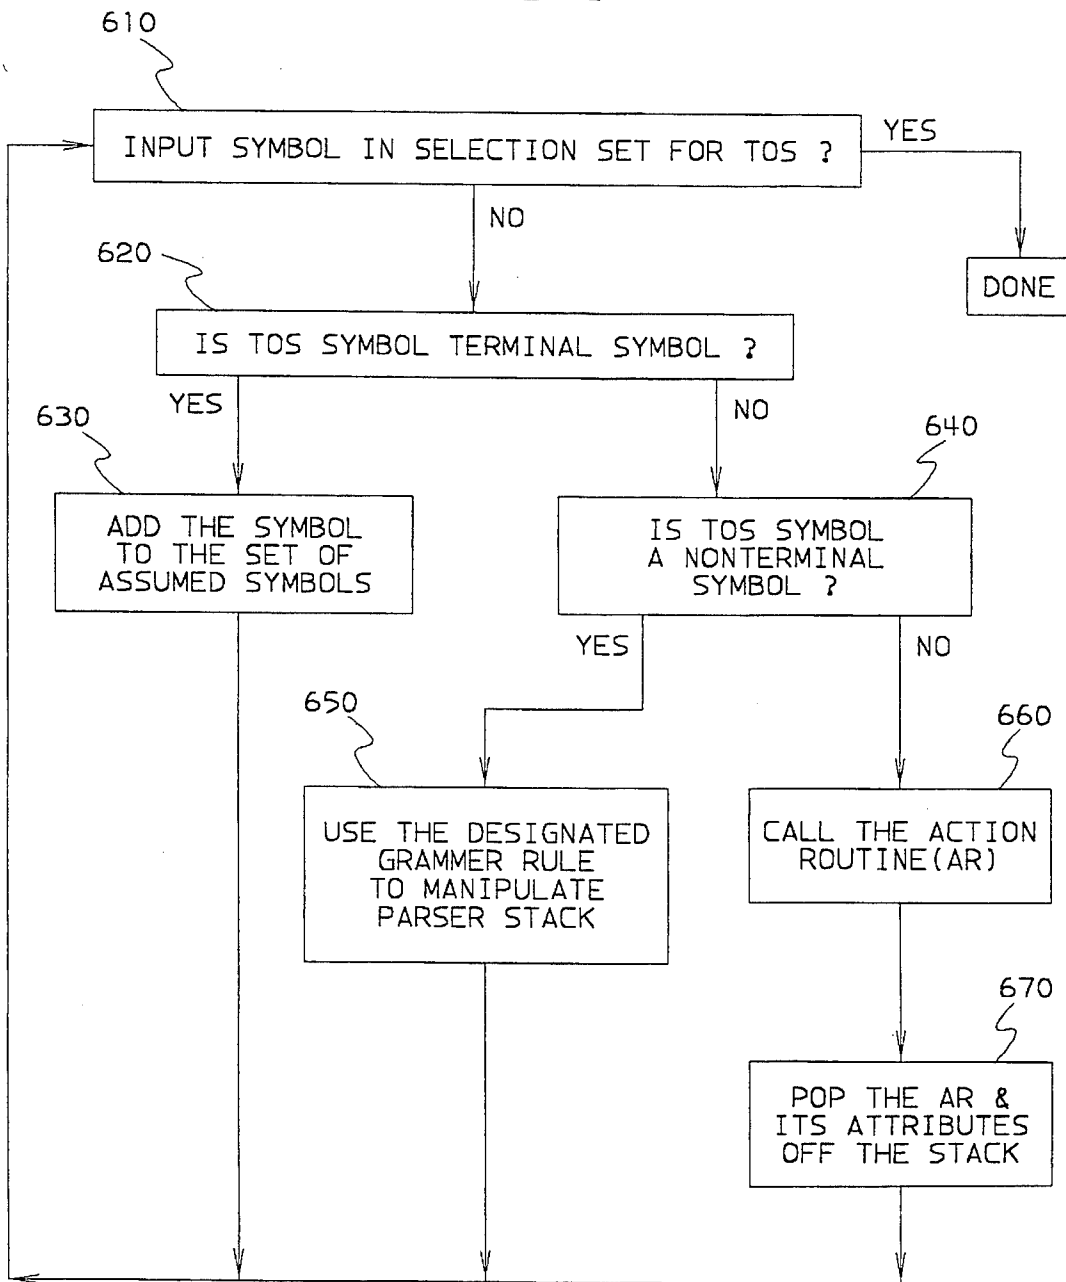 610
INPUT SYMBOL IN SELECTION SET FOR TOS ?
YES
NO
DONE
620
IS TOS SYMBOL TERMINAL SYMBOL ?
YES
NO
630
640
ADD THE SYMBOL
TO THE SET OF
ASSUMED SYMBOLS
IS TOS SYMBOL
A NONTERMINAL
SYMBOL ?
YES
NO
650
660
USE THE DESIGNATED
GRAMMER RULE
TO MANIPULATE
PARSER STACK
CALL THE ACTION
ROUTINE(AR)
670
POP THE AR &
ITS ATTRIBUTES
OFF THE STACK